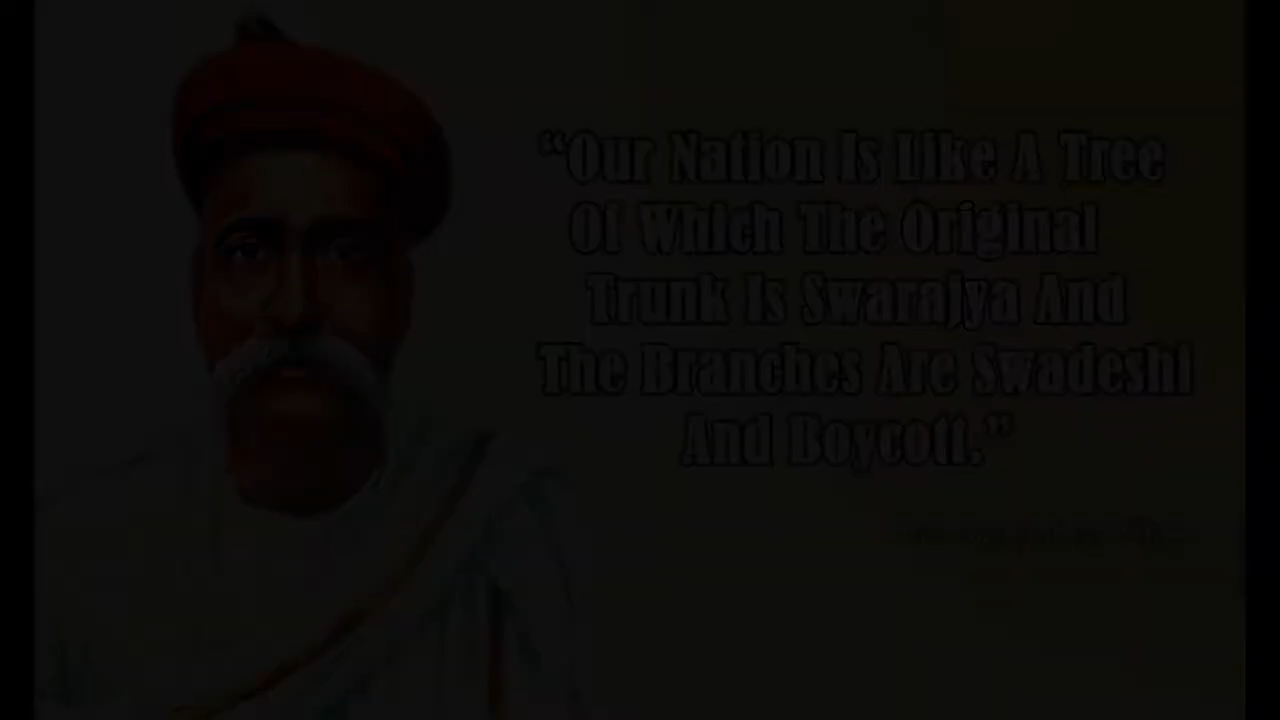 “Our Nation Is Like A Tree
Of Which The Original
Trunk Is Swarajya And
The Branches Are Swadeshi
And Boycott.”